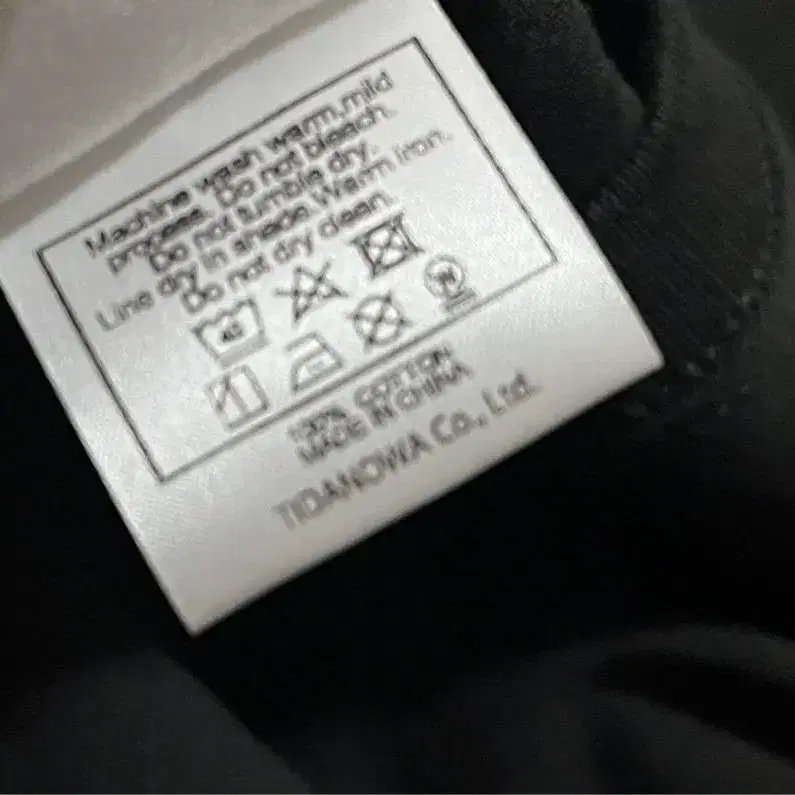 Machine wash warm,mild
process. Do not bleach.
Do not tumble dry.
Line dry in shade.Warm iron.
Do not dry clean.
40
100% COTTON
MADE IN CHINA
TIDANOWA Co., Ltd.